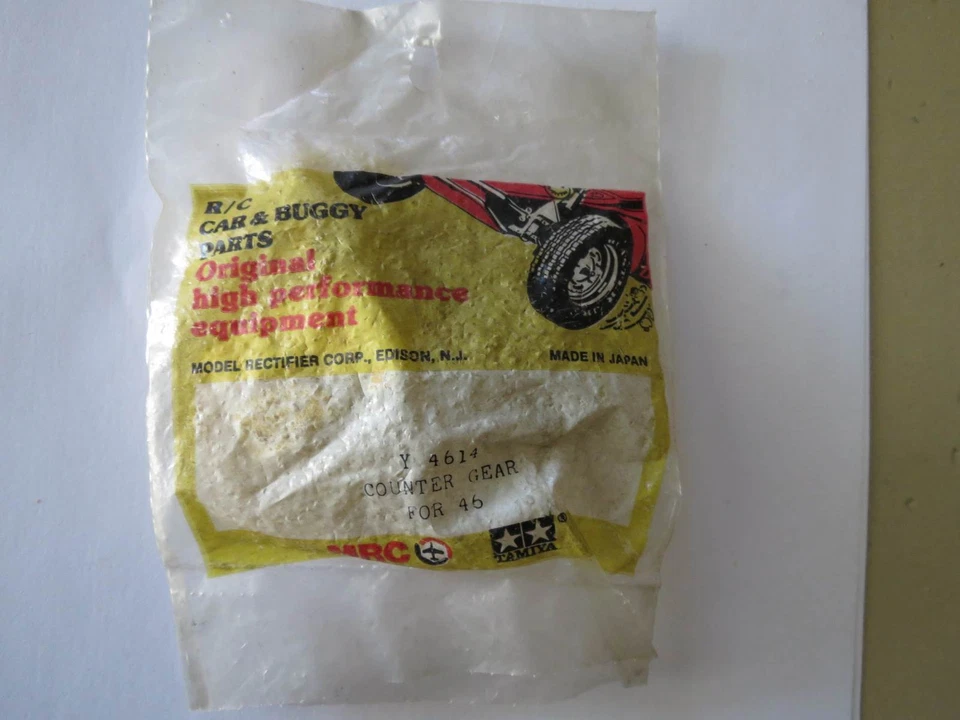 R/C
CAR & BUGGY
PARTS
Original
high performance
equipment
MODEL RECTIFIER CORP., EDISON, N.J.
MADE IN JAPAN
Y 4614
COUNTER GEAR
FOR 46
MRC
TAMIYA ®